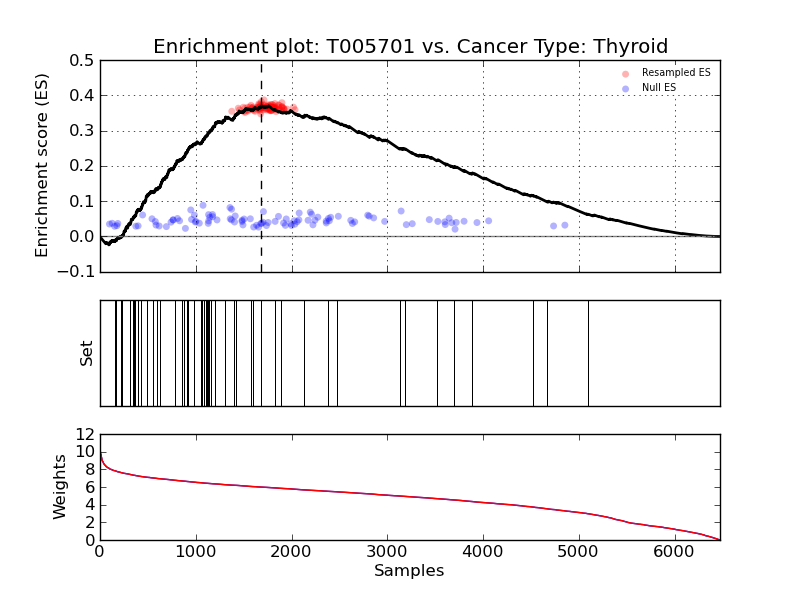 Enrichment plot: T005701 vs. Cancer Type: Thyroid
Enrichment score (ES)
0.5
0.4
0.3
0.2
0.1
0.0
−0.1
Resampled ES
Null ES
Set
Weights
12
10
8
6
4
2
0
0 1000 2000 3000 4000 5000 6000
Samples